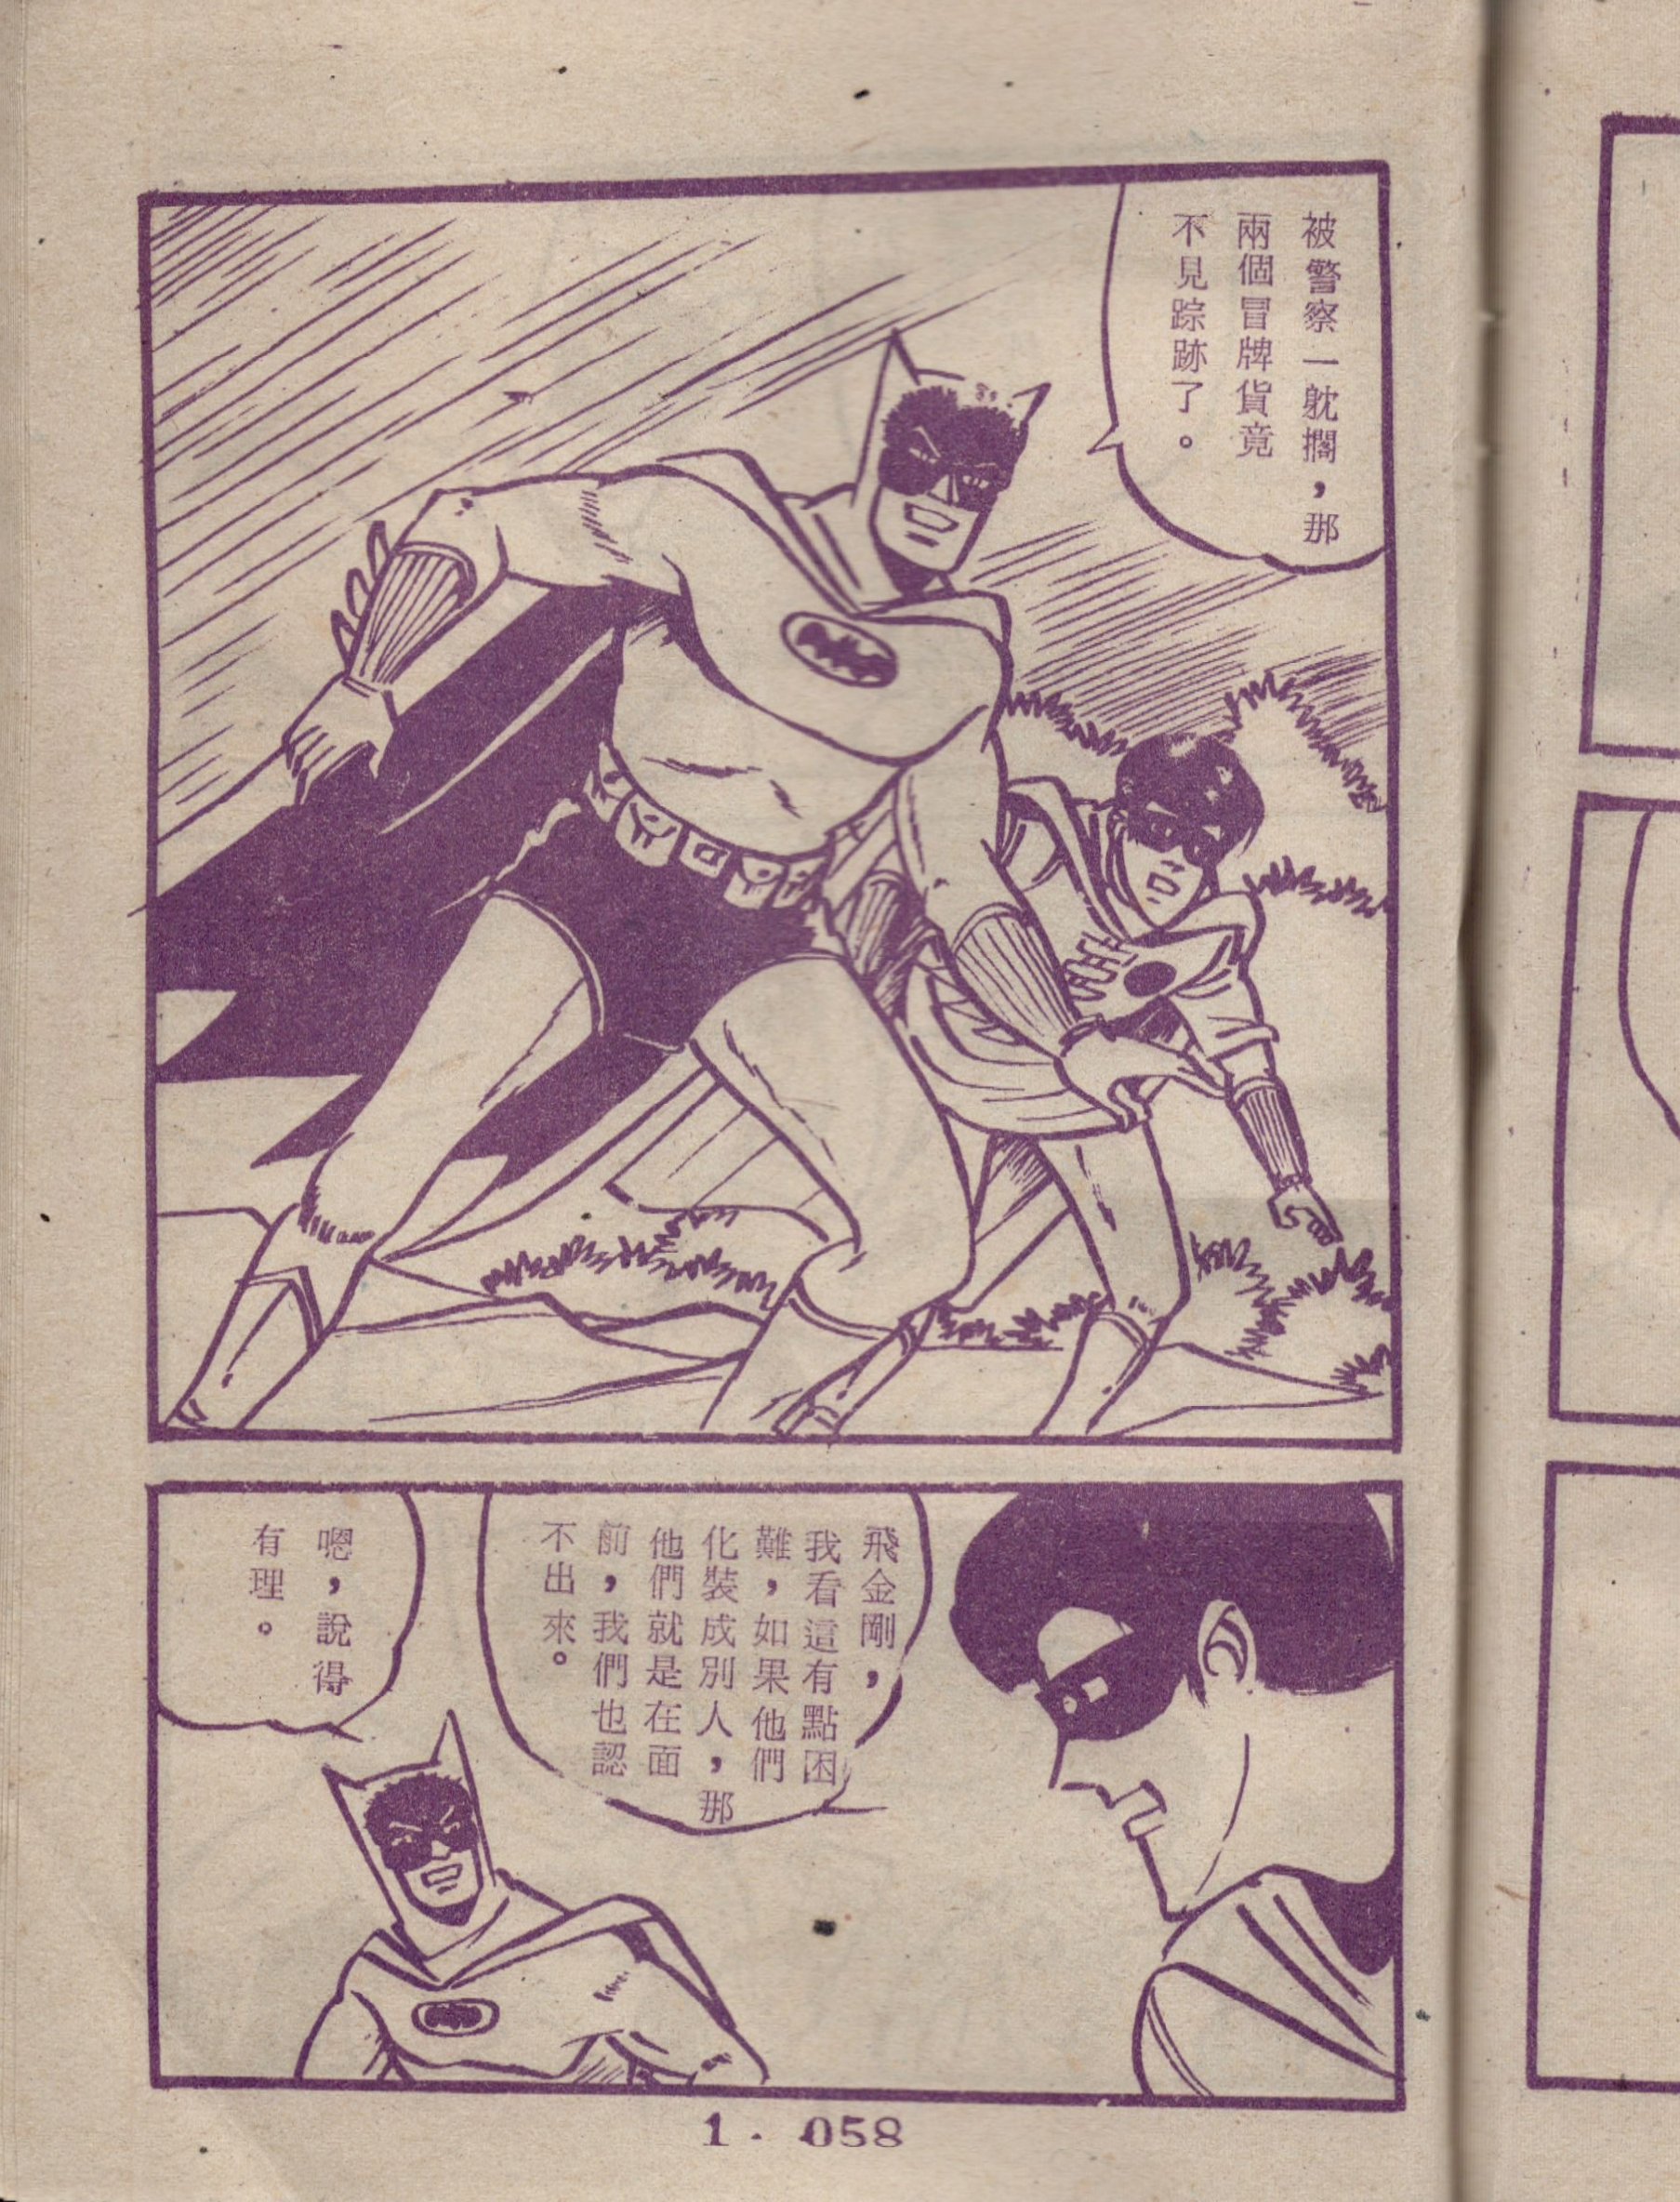 被警察一躭擱，那
兩個冒牌貨竟
不見踪跡了。
飛金剛，
我看這有點困
難，如果他們
化裝成別人，那
他們就是在面
前，我們也認
不出來。
嗯，說得
有理。
1.058